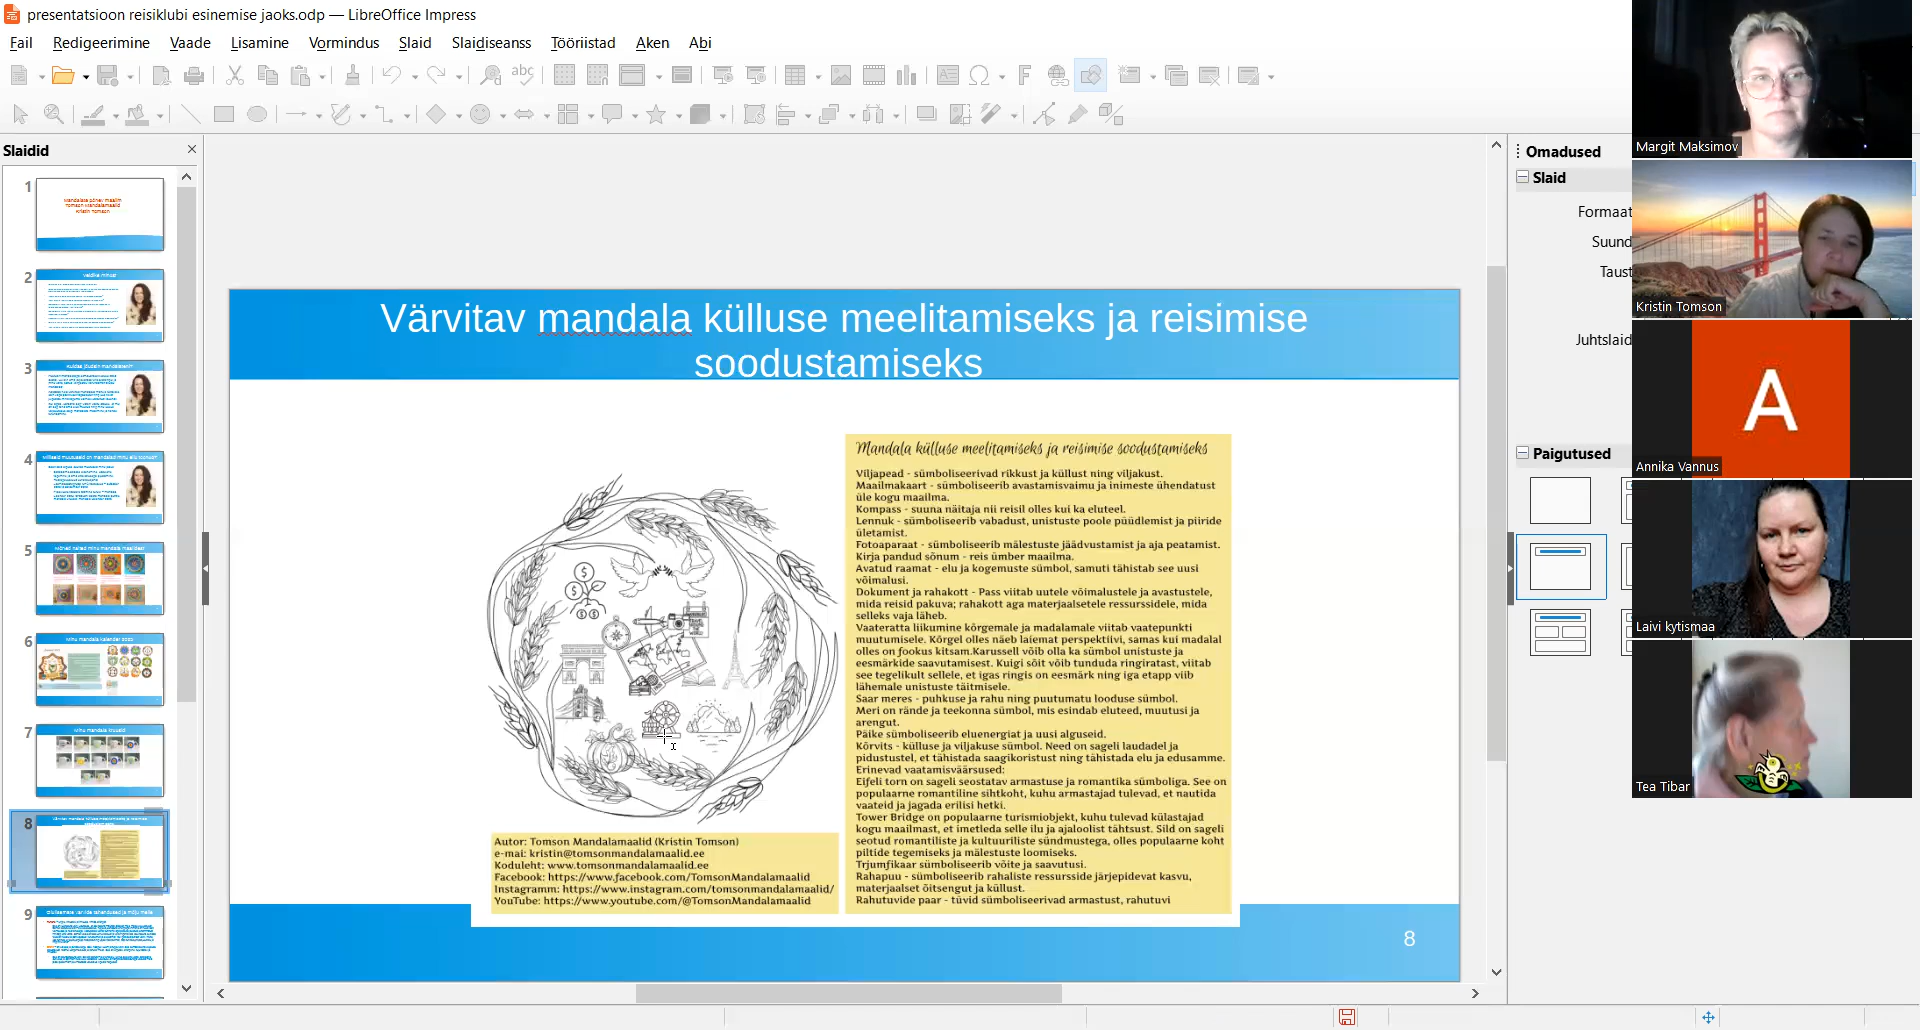 presentatsioon reisiklubi esinemise jaoks.odp — LibreOffice Impress
Fail Redigeerimine Vaade Lisamine Vormindus Slaid Slaidiseanss Tööriistad Aken Abi
Slaidid
1
Mandalate põnev maailm
Tomson Mandalamaalid
Kristin Tomson
2
3
4
5
6
7
8
9
Värvitav mandala külluse meelitamiseks ja reisimise
soodustamiseks
Mandala külluse meelitamiseks ja reisimise soodustamiseks
Viljapead - sümboliseerivad rikkust ja küllust ning viljakust.
Maailmakaart - sümboliseerib avastamisvaimu ja inimeste ühendatust
üle kogu maailma.
Kompass - suuna näitaja nii reisil olles kui ka eluteel.
Lennuk - sümboliseerib vabadust, unistuste poole püüdlemist ja piiride
ületamist.
Fotoaparaat - sümboliseerib mälestuste jäädvustamist ja aja peatamist.
Kirja pandud sõnum - reis ümber maailma.
Avatud raamat - elu ja kogemuste sümbol, samuti tähistab see uusi
võimalusi.
Dokument ja rahakott - Pass viitab uutele võimalustele ja avastustele,
mida reisid pakuva; rahakott aga materjaalsetele ressurssidele, mida
selleks vaja läheb.
Vaateratta liikumine kõrgemale ja madalamale viitab vaatepunkti
muutumisele. Kõrgel olles näeb laiemat perspektiivi, samas kui madalal
olles on fookus kitsam.Karussell võib olla ka sümbol unistuste ja
eesmärkide saavutamisest. Kuigi sõit võib tunduda ringiratast, viitab
see tegelikult sellele, et igas ringis on eesmärk ning iga etapp viib
lähemale unistuste täitmisele.
Saar meres - puhkuse ja rahu ning puutumatu looduse sümbol.
Meri on rände ja teekonna sümbol, mis esindab eluteed, muutusi ja
arengut.
Päike sümboliseerib eluenergiat ja uusi alguseid.
Kõrvits - külluse ja viljakuse sümbol. Need on sageli laudadel ja
pidustustel, et tähistada saagikoristust ning tähistada elu ja edusamme.
Erinevad vaatamisväärsused:
Eifeli torn on sageli seostatav armastuse ja romantika sümboliga. See on
populaarne romantiline sihtkoht, kuhu armastajad tulevad, et nautida
vaateid ja jagada erilisi hetki.
Tower Bridge on populaarne turismiobjekt, kuhu tulevad külastajad
kogu maailmast, et imetleda selle ilu ja ajaloolist tähtsust. Sild on sageli
seotud romantiliste ja kultuuriliste sündmustega, olles populaarne koht
piltide tegemiseks ja mälestuste loomiseks.
Trjumfikaar sümboliseerib võite ja saavutusi.
Rahapuu - sümboliseerib rahaliste ressursside järjepidevat kasvu,
materjaalset õitsengut ja küllust.
Rahutuvide paar - tüvid sümboliseerivad armastust, rahutuvi
Autor: Tomson Mandalamaalid (Kristin Tomson)
e-mai: kristin@tomsonmandalamaalid.ee
Koduleht: www.tomsonmandalamaalid.ee
Facebook: https://www.facebook.com/TomsonMandalamaalid
Instagramm: https://www.instagram.com/tomsonmandalamaalid/
YouTube: https://www.youtube.com/@TomsonMandalamaalid
8
Omadused
Slaid
Formaat
Suund
Taust
Juhtslaid
Paigutused
Margit Maksimov
Kristin Tomson
A
Annika Vannus
Laivi kytismaa
Tea Tibar